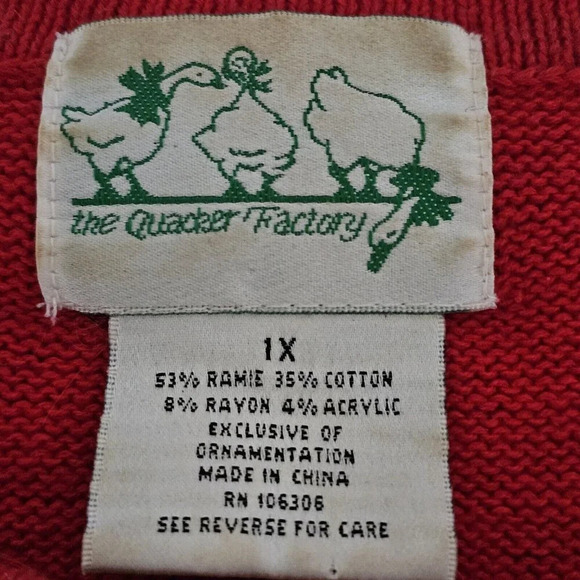 the Quacker Factory
1X
53% RAMIE 35% COTTON
8% RAYON 4% ACRYLIC
EXCLUSIVE OF
ORNAMENTATION
MADE IN CHINA
RN 106306
SEE REVERSE FOR CARE